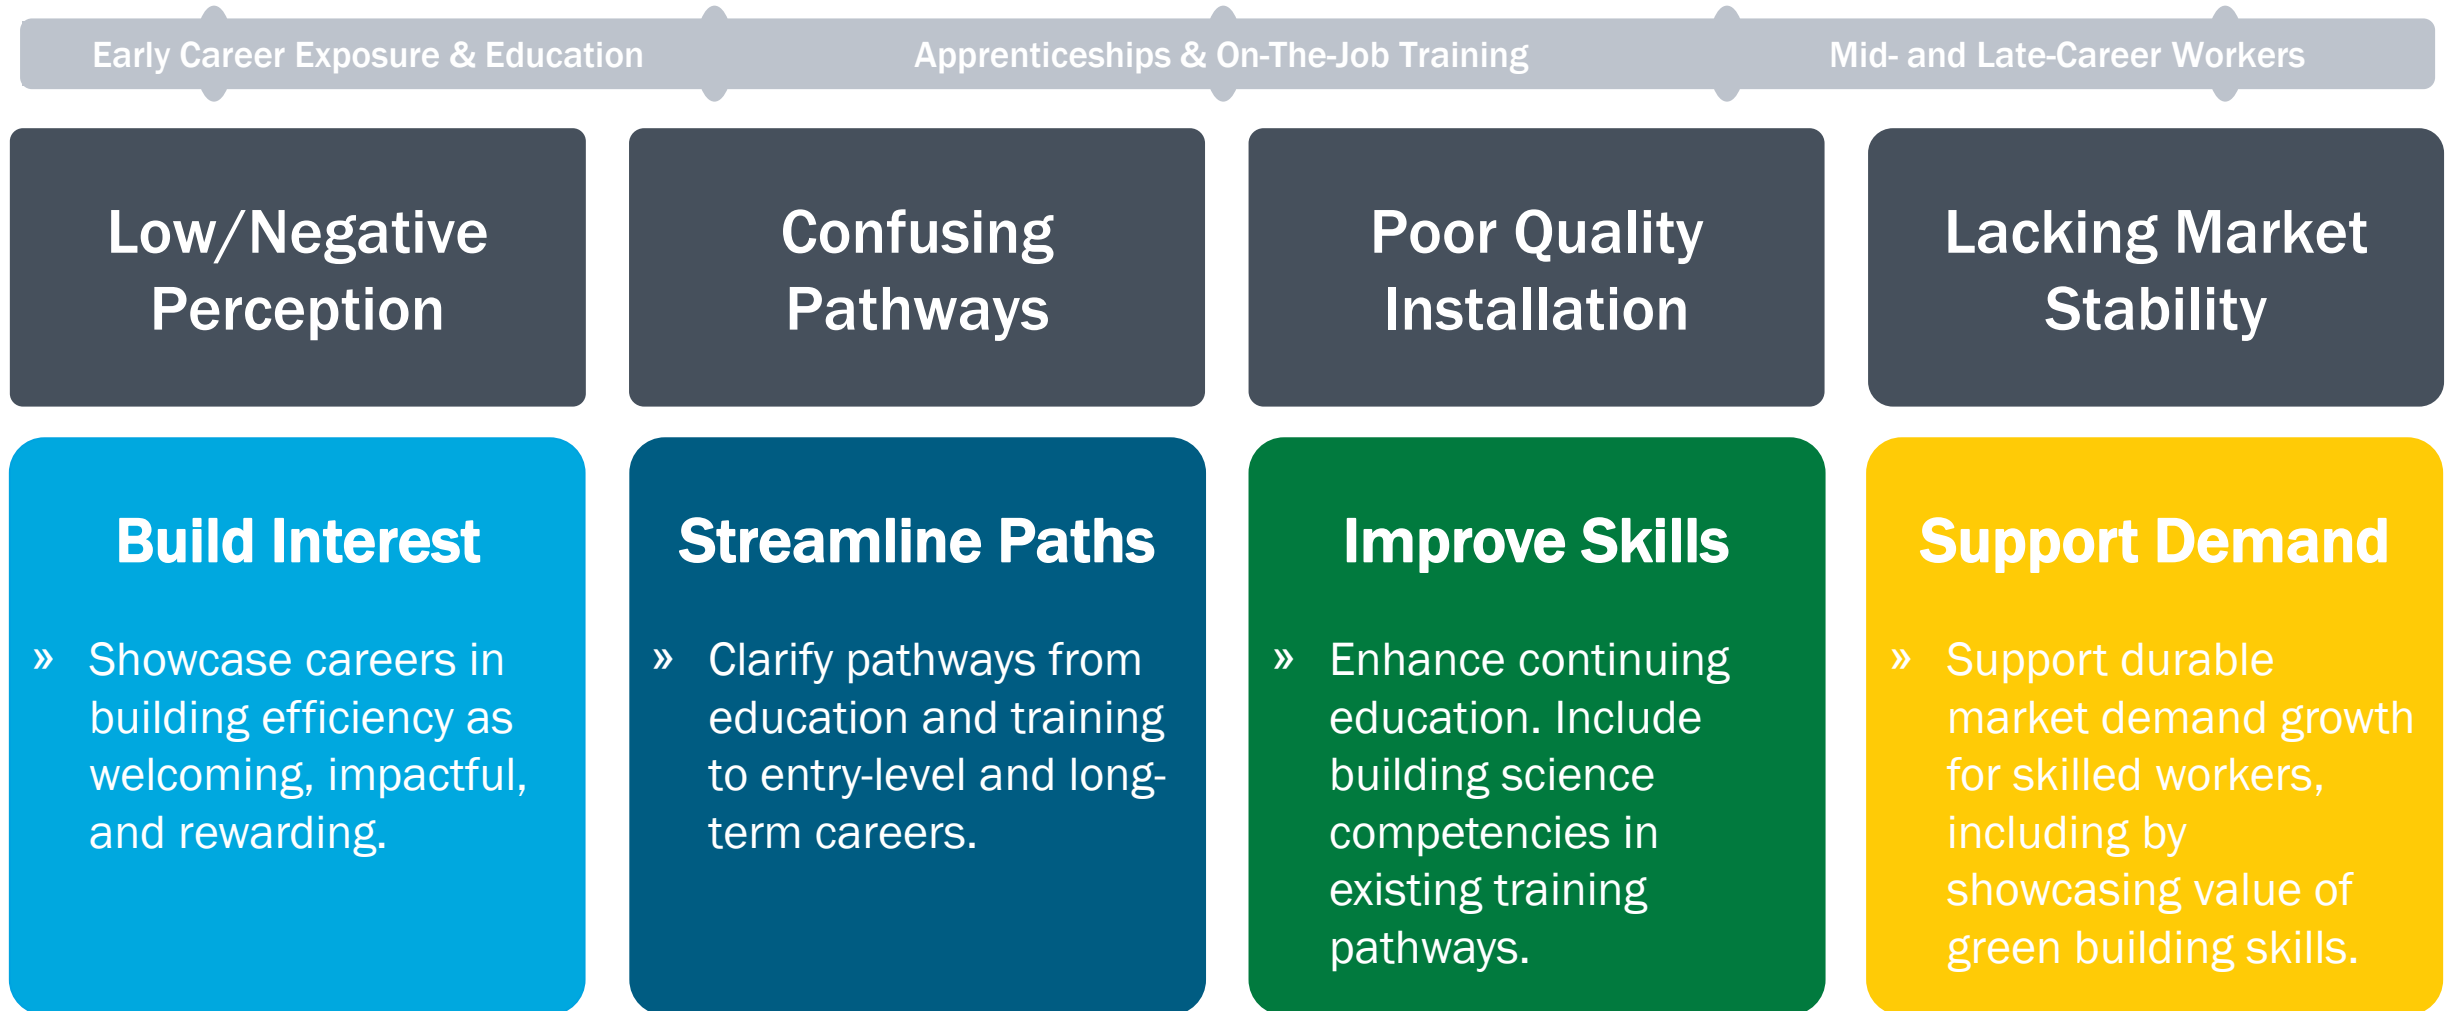 Early Career Exposure & Education
Apprenticeships & On-The-Job Training
Mid- and Late-Career Workers
Low/Negative
Perception
Confusing
Pathways
Poor Quality
Installation
Lacking Market
Stability
Build Interest
» Showcase careers in
building efficiency as
welcoming, impactful,
and rewarding.
Streamline Paths
» Clarify pathways from
education and training
to entry-level and long-
term careers.
Improve Skills
» Enhance continuing
education. Include
building science
competencies in
existing training
pathways.
Support Demand
» Support durable
market demand growth
for skilled workers,
including by
showcasing value of
green building skills.